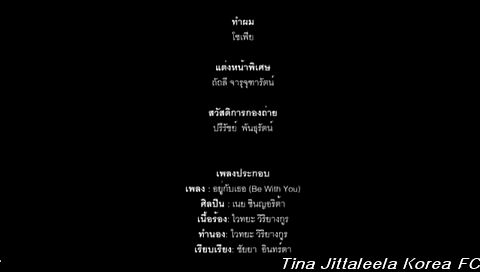 ทำผม
โซเฟีย
แต่งหน้าพิเศษ
ถัถลี จารุจุฑารัตน์
สวัสดิการกองถ่าย
ปรีรัชย์ พันธุรัตน์
เพลงประกอบ
เพลง : อยู่กับเธอ (Be With You)
ศิลปิน : เนย ซินญอริต้า
เนื้อร้อง: ไวทยะ วิริยางกูร
ทำนอง: ไวทยะ วิริยางกูร
เรียบเรียง: ชัยยา อินทร์ตา
Tina Jittaleela Korea FC